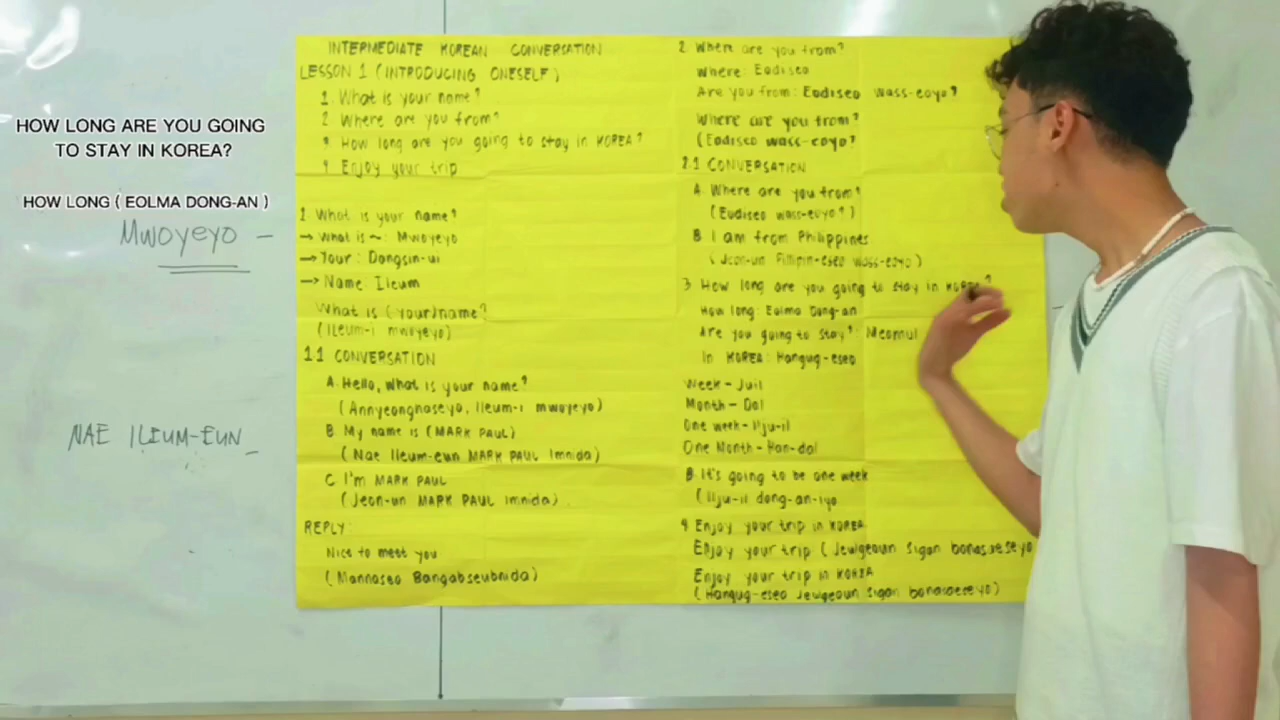 HOW LONG ARE YOU GOING
TO STAY IN KOREA?
HOW LONG ( EOLMA DONG-AN )
Mwoyeyo –
NAE ILEUM-EUN _
INTERMEDIATE KOREAN CONVERSATION
LESSON 1 (INTRODUCING ONESELF)
1. What is your name?
2 Where are you from?
3 How long are you going to stay in KOREA?
4 Enjoy your trip
1. What is your name?
→ What is ~ : Mwoyeyo
→ Your : Dangsin-ui
→ Name: Ileum
What is (your) name?
(Ileum-i mwoyeyo)
1.1 CONVERSATION
A. Hello, What is your name?
(Annyeonghaseyo, Ileum-i mwoyeyo)
B. My name is (MARK PAUL)
(Nae Ileum-eun MARK PAUL Imnida)
C. I'm MARK PAUL
(Jeon-un MARK PAUL Imnida)
REPLY:
Nice to meet you
(Mannaseo Bangabseubnida)
2. Where are you from?
Where: Eodiseo
Are you from: Eodiseo wass-eoyo?
Where are you from?
(Eodiseo wass-eoyo?
2.1 CONVERSATION
A. Where are you from?
(Eodiseo wass-eoyo?)
B I am from Philippines
(Jeon-un Fillipin-eseo wass-eoyo)
3 How long are you going to stay in KOREA?
How long: Eolma Dong-an
Are you going to stay?: Meomul
In KOREA: Hangug-eseo
Week – Juil
Month – Dal
One week – Ilju-il
One Month – Han-dal
B. It's going to be one week
(Ilju-il dong-an-iyo
4 Enjoy your trip in KOREA
Enjoy your trip (Jeulgeoun sigan bonaeseyo
Enjoy your trip in KOREA
(Hangug-eseo Jeulgeoun sigan bonaeseyo)